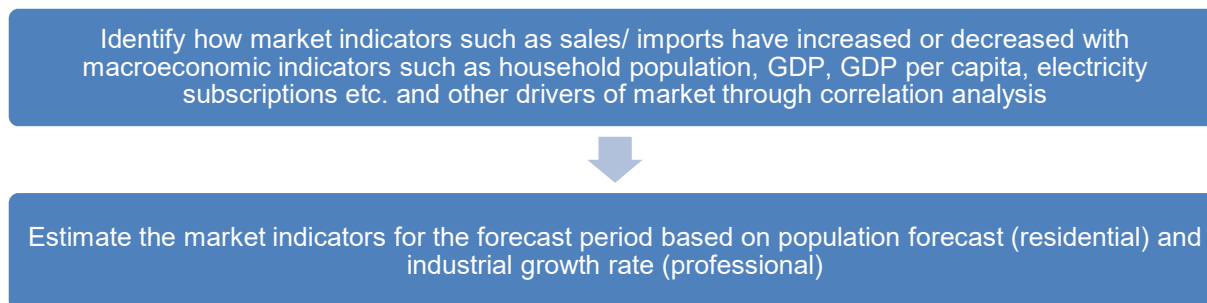 Identify how market indicators such as sales/ imports have increased or decreased with
macroeconomic indicators such as household population, GDP, GDP per capita, electricity
subscriptions etc. and other drivers of market through correlation analysis
Estimate the market indicators for the forecast period based on population forecast (residential) and
industrial growth rate (professional)